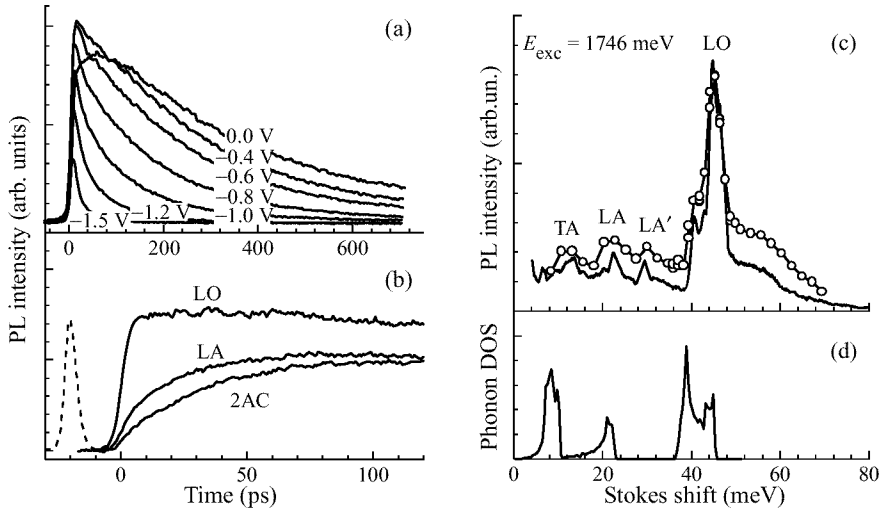 (a)
0.0 V
−0.4 V
−0.6 V
−0.8 V
−1.0 V
−1.2 V
−1.5 V
0 200 400 600
PL intensity (arb. units)
(b)
LO
LA
2AC
0 50 100
Time (ps)
(c)
E_exc = 1746 meV
LO
TA LA LA′
PL intensity (arb.un.)
(d)
Phonon DOS
0 20 40 60 80
Stokes shift (meV)